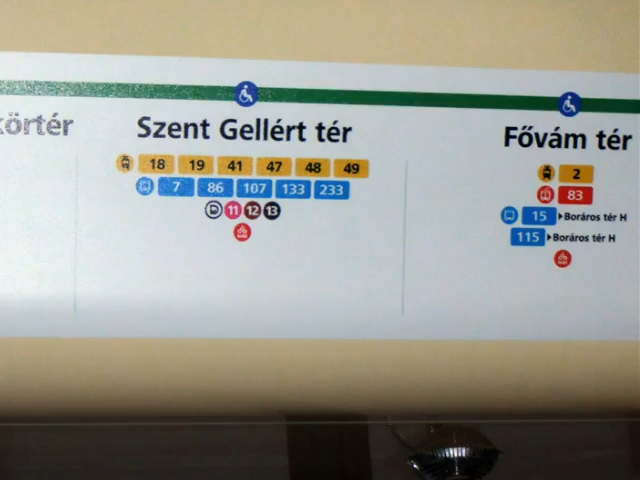 körtér
Szent Gellért tér
18 19 41 47 48 49
7 86 107 133 233
11 12 13
Fővám tér
2
83
15 Boráros tér H
115 Boráros tér H